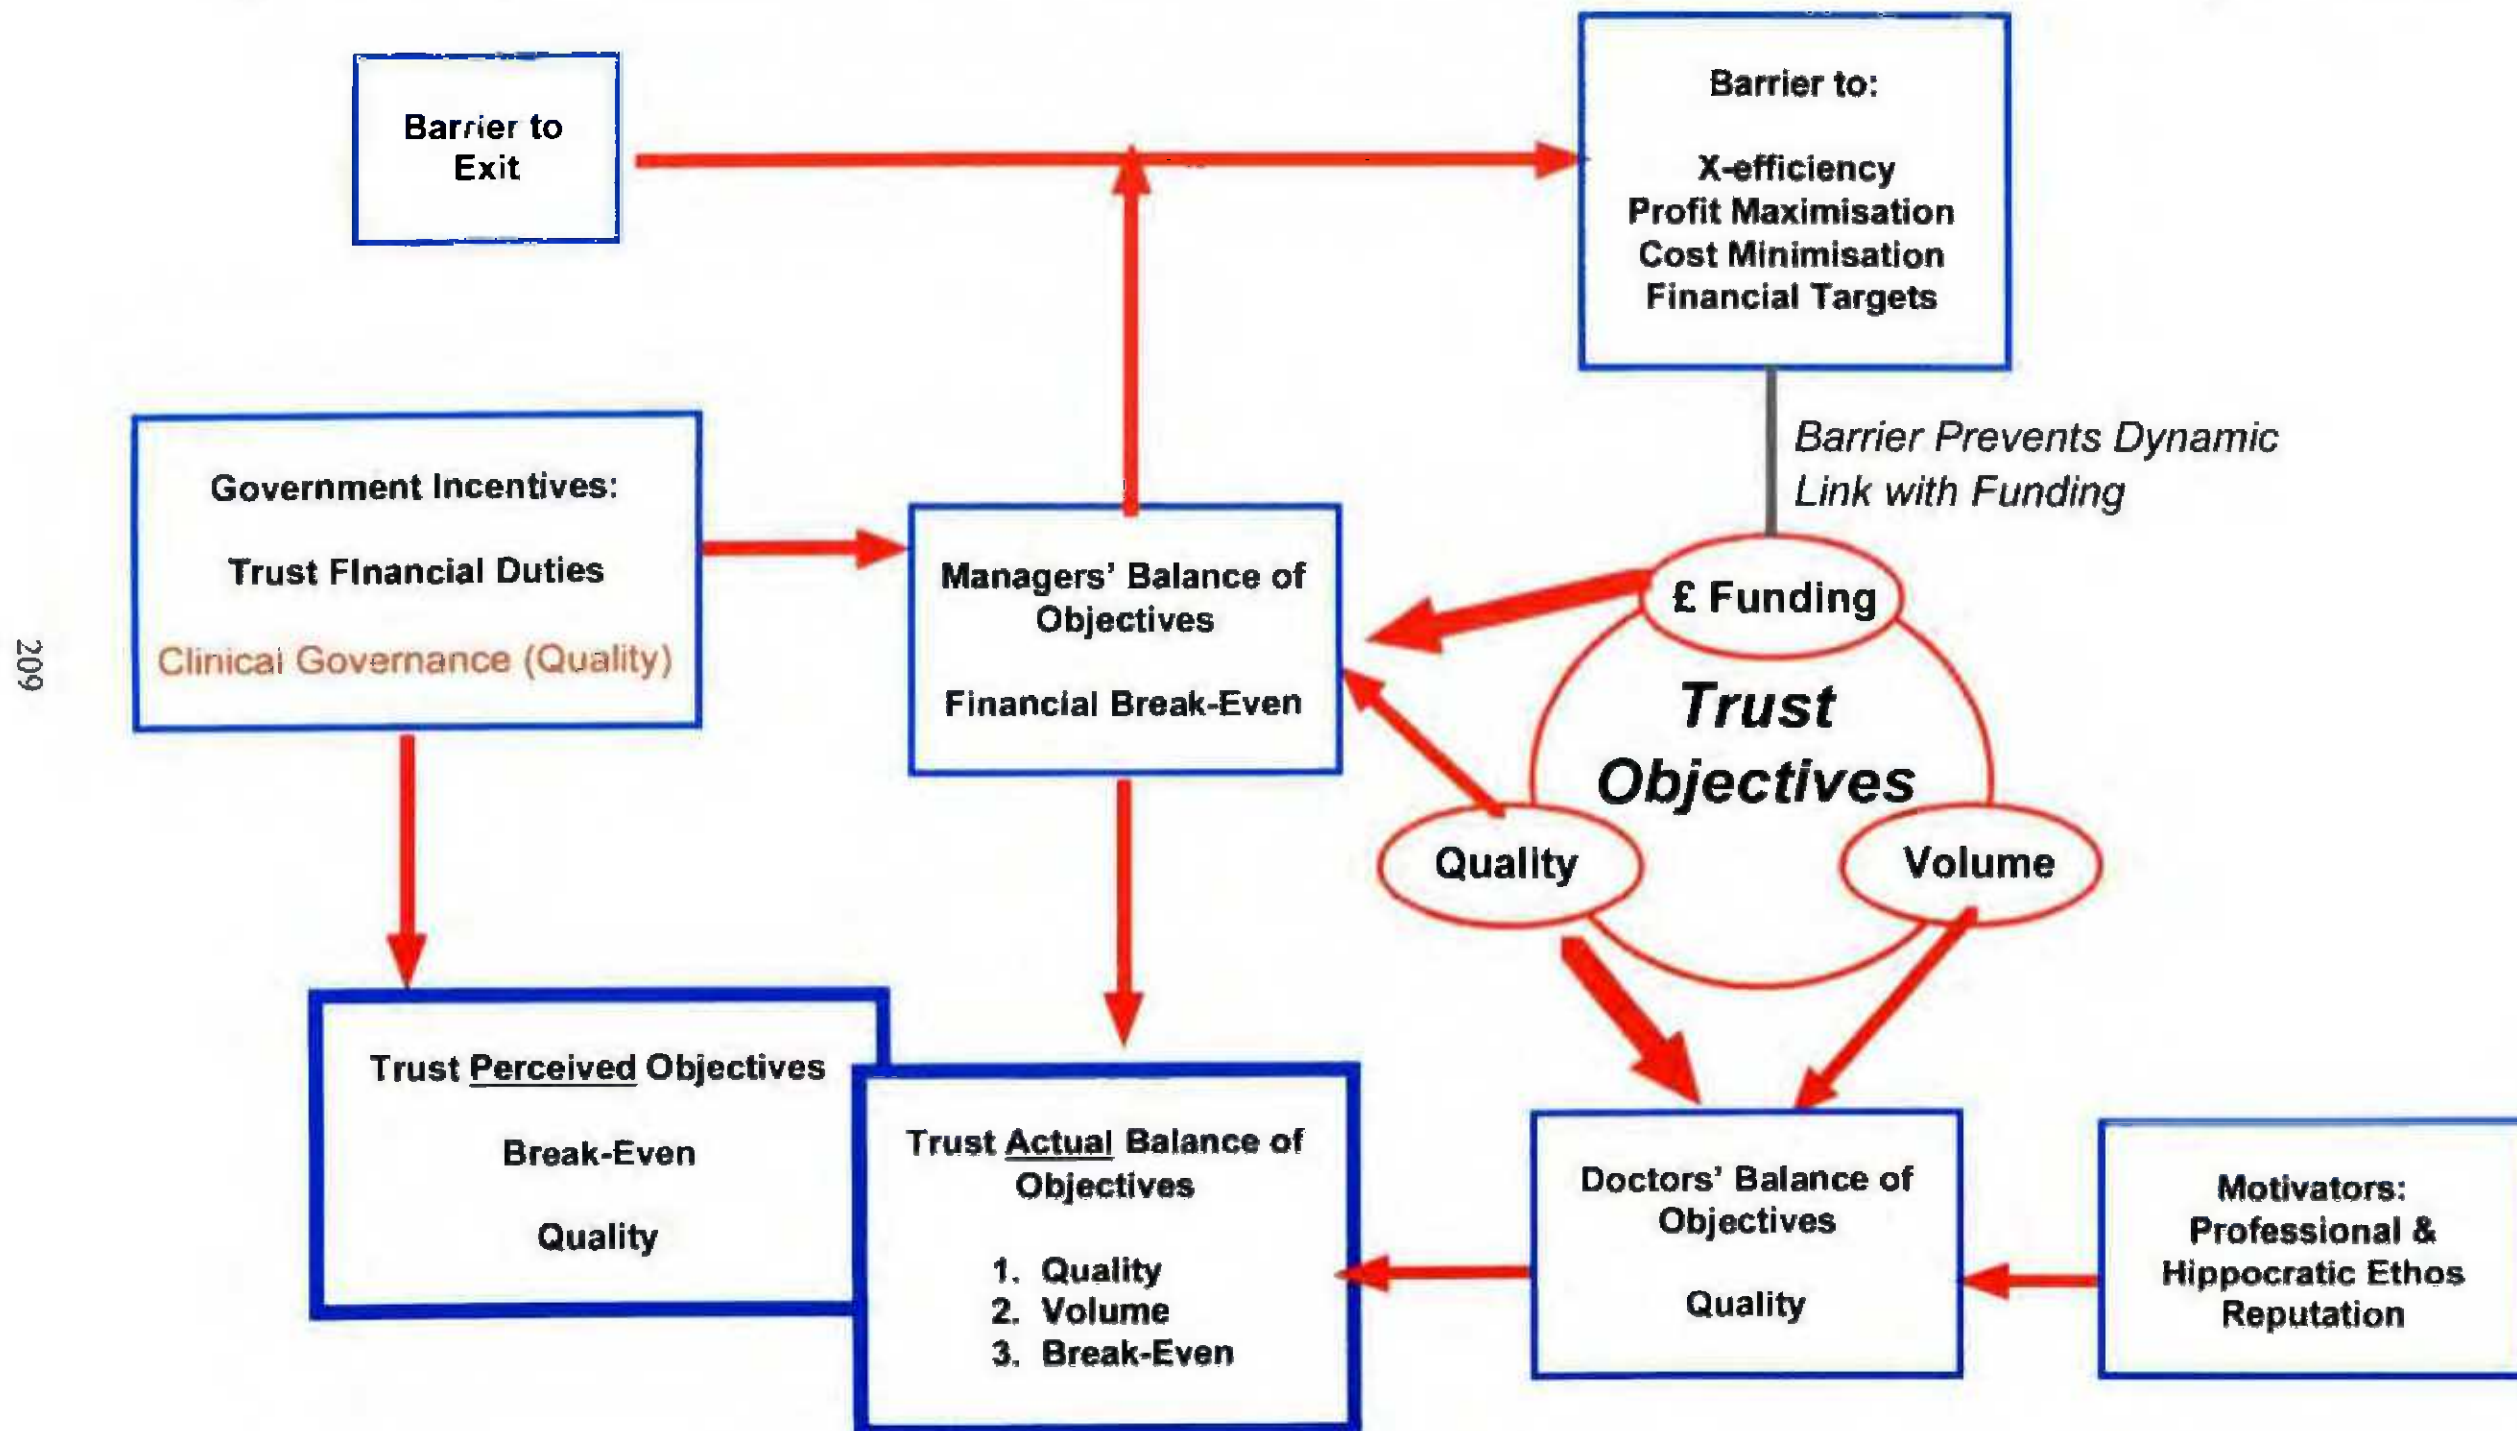 Barrier to
Exit
Barrier to:
X-efficiency
Profit Maximisation
Cost Minimisation
Financial Targets
Barrier Prevents Dynamic
Link with Funding
Government Incentives:
Trust FInancial Duties
Clinical Governance (Quality)
Managers' Balance of
Objectives
Financial Break-Even
£ Funding
Trust
Objectives
Quality
Volume
209
Trust Perceived Objectives
Break-Even
Quality
Trust Actual Balance of
Objectives
1. Quality
2. Volume
3. Break-Even
Doctors' Balance of
Objectives
Quality
Motivators:
Professional &
Hippocratic Ethos
Reputation